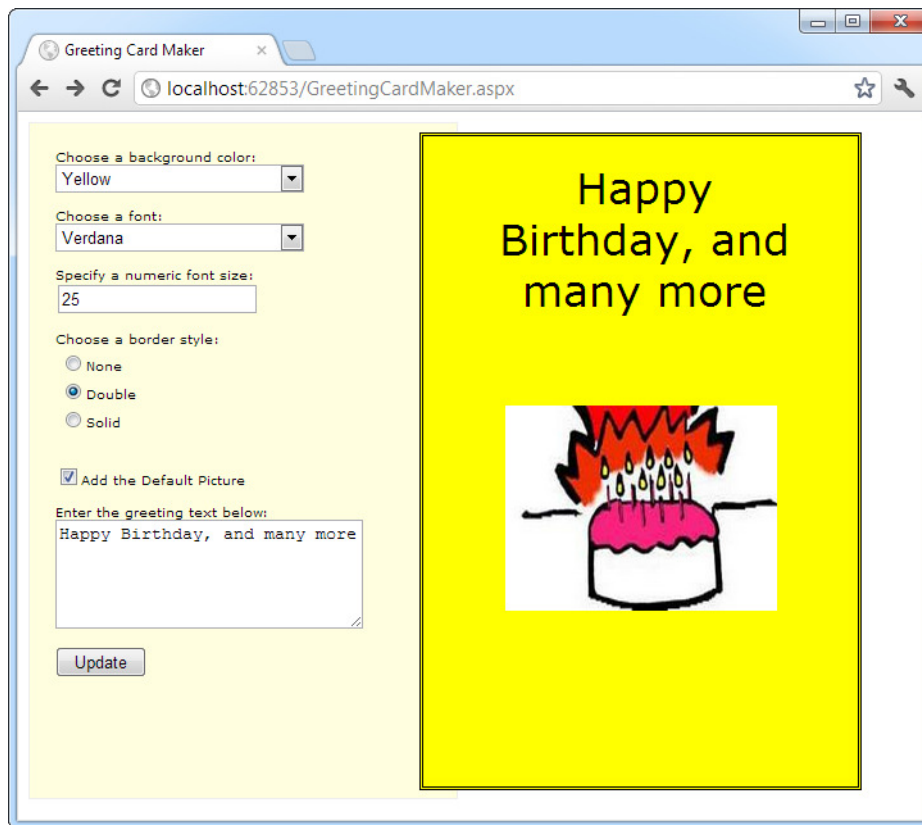 Greeting Card Maker
localhost:62853/GreetingCardMaker.aspx
Choose a background color:
Yellow
Choose a font:
Verdana
Specify a numeric font size:
25
Choose a border style:
None
Double
Solid
Add the Default Picture
Enter the greeting text below:
Happy Birthday, and many more
Update
Happy
Birthday, and
many more